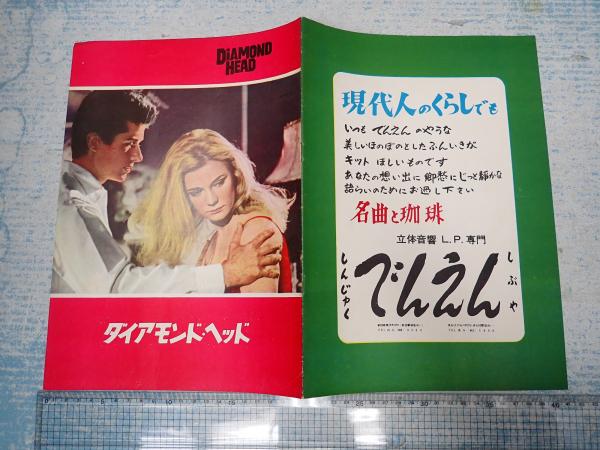 DIAMOND
HEAD
ダイアモンド・ヘッド
現代人のくらしでも
いつも でんえん のやうな
美しいほのぼのとしたふんいきが
キット ほしいものです
あなたの想い出に 郷愁にじっと静かな
語らいのためにお過し下さい
名曲と珈琲
立体音響 L.P.専門
しぶや
でんえん
しんじゅく